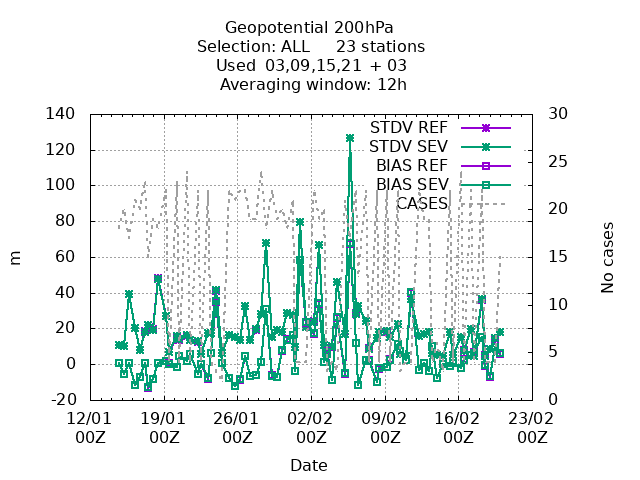 Geopotential 200hPa
Selection: ALL 23 stations
Used 03,09,15,21 + 03
Averaging window: 12h
140
120
100
80
60
40
20
0
-20
m
30
25
20
15
10
5
0
No cases
STDV REF
STDV SEV
BIAS REF
BIAS SEV
CASES
12/01 19/01 26/01 02/02 09/02 16/02 23/02
00Z 00Z 00Z 00Z 00Z 00Z 00Z
Date